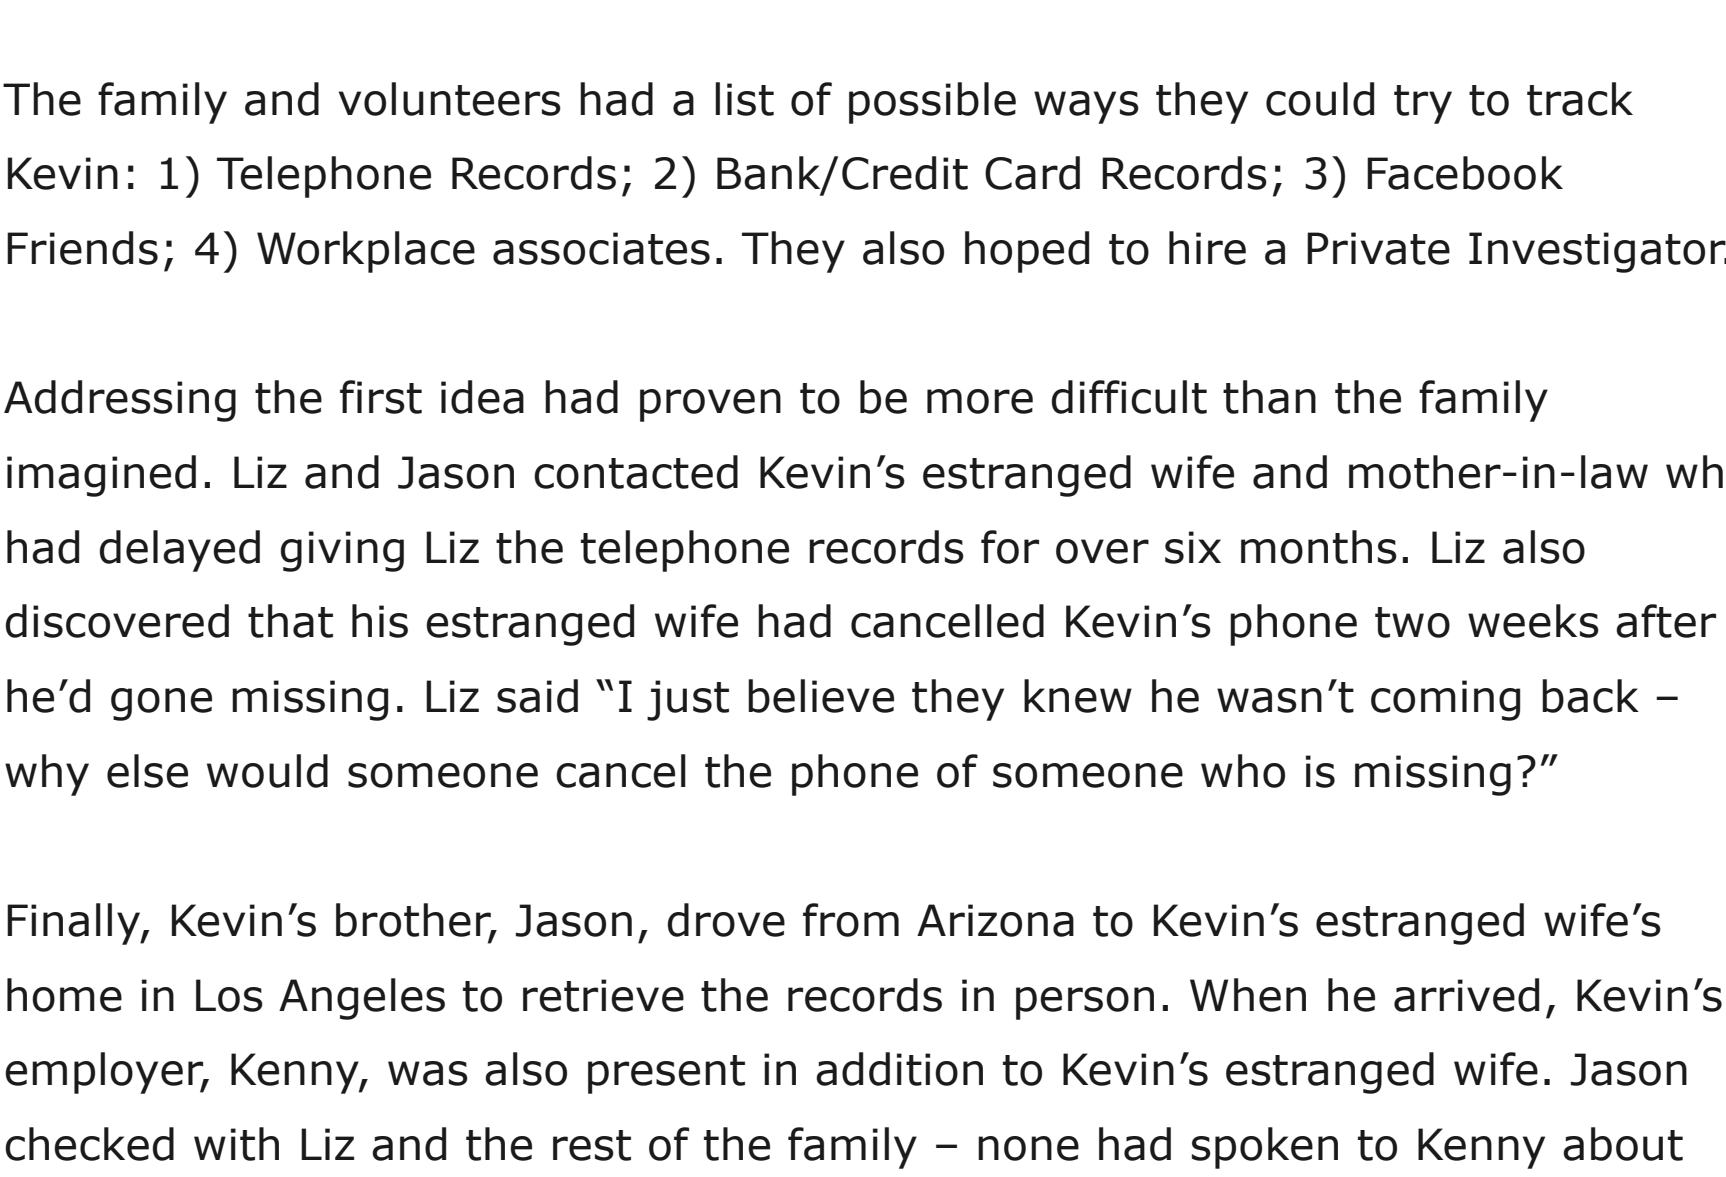 The family and volunteers had a list of possible ways they could try to track
Kevin: 1) Telephone Records; 2) Bank/Credit Card Records; 3) Facebook
Friends; 4) Workplace associates. They also hoped to hire a Private Investigator.
Addressing the first idea had proven to be more difficult than the family
imagined. Liz and Jason contacted Kevin’s estranged wife and mother-in-law wh
had delayed giving Liz the telephone records for over six months. Liz also
discovered that his estranged wife had cancelled Kevin’s phone two weeks after
he’d gone missing. Liz said “I just believe they knew he wasn’t coming back –
why else would someone cancel the phone of someone who is missing?”
Finally, Kevin’s brother, Jason, drove from Arizona to Kevin’s estranged wife’s
home in Los Angeles to retrieve the records in person. When he arrived, Kevin’s
employer, Kenny, was also present in addition to Kevin’s estranged wife. Jason
checked with Liz and the rest of the family – none had spoken to Kenny about